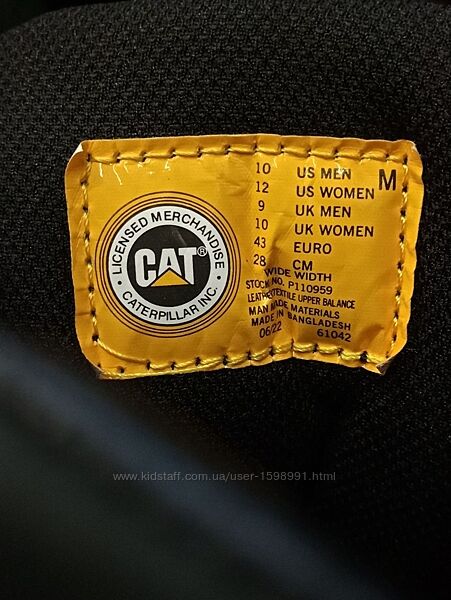 LICENSED MERCHANDISE
CAT®
CATERPILLAR INC.
10 US MEN M
12 US WOMEN
9 UK MEN
10 UK WOMEN
43 EURO
28 CM
WIDE WIDTH
STOCK NO. P110959
LEATHER/TEXTILE UPPER BALANCE
MAN MADE MATERIALS
MADE IN BANGLADESH
06/22 61042
www.kidstaff.com.ua/user-1598991.html